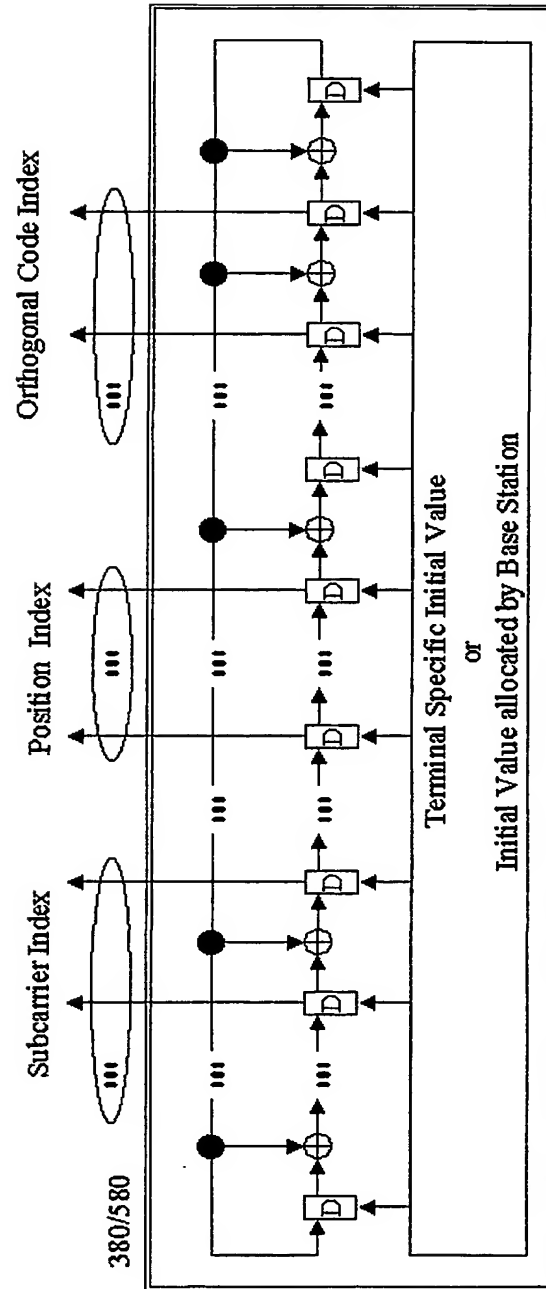 380/580
Subcarrier Index
Position Index
Orthogonal Code Index
D D D D D D D D D
Terminal Specific Initial Value
or
Initial Value allocated by Base Station